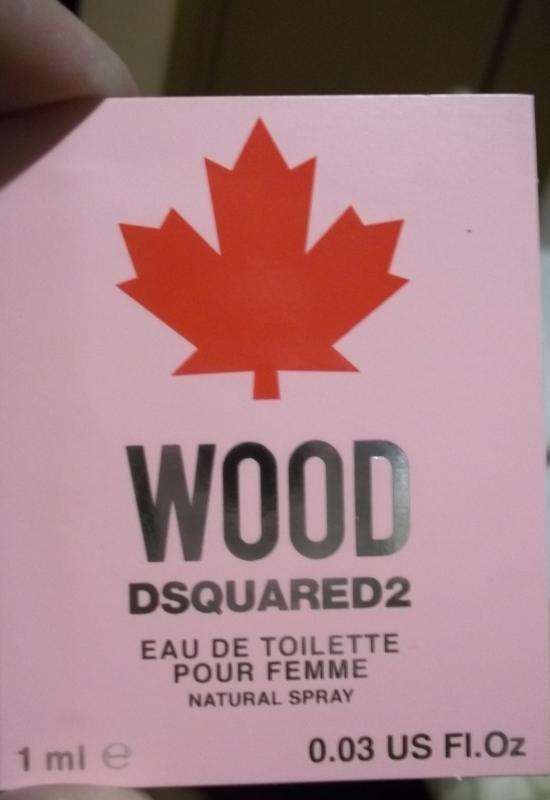 WOOD
DSQUARED2
EAU DE TOILETTE
POUR FEMME
NATURAL SPRAY
1 ml ℮
0.03 US Fl.Oz